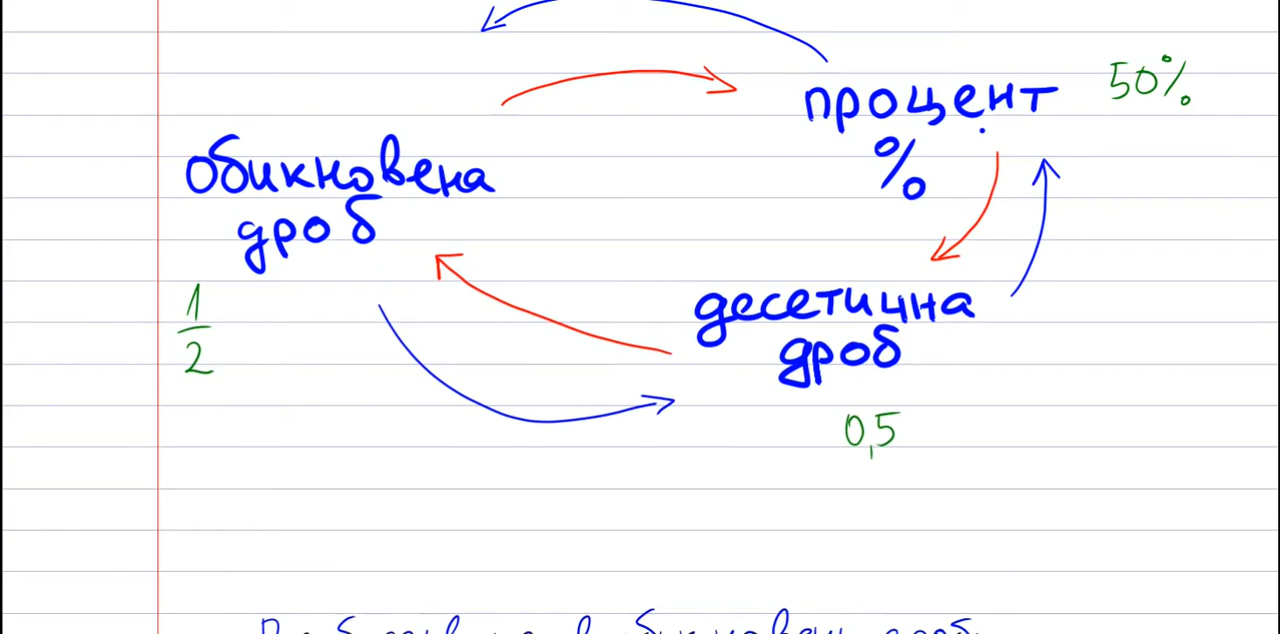 процент 50%
%
обикновена
дроб
1/2
десетична
дроб
0,5